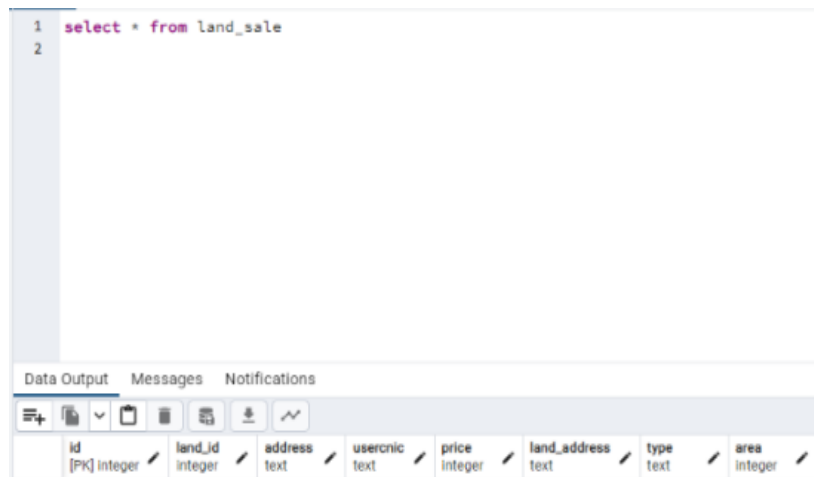 1 select * from land_sale
2
Data Output Messages Notifications
id land_id address usercnic price land_address type area
[PK] integer integer text text integer text text integer